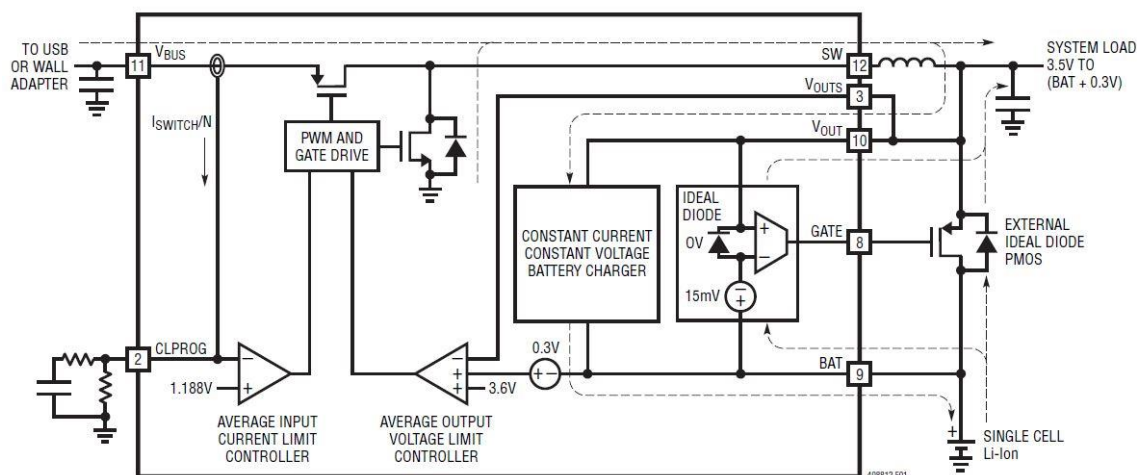 TO USB
OR WALL
ADAPTER
11
VBUS
SW
12
SYSTEM LOAD
3.5V TO
(BAT + 0.3V)
VOUTS
3
VOUT
10
ISWITCH/N
PWM AND
GATE DRIVE
CONSTANT CURRENT
CONSTANT VOLTAGE
BATTERY CHARGER
IDEAL
DIODE
0V
+
–
15mV
–
+
GATE
8
EXTERNAL
IDEAL DIODE
PMOS
2
CLPROG
–
1.188V
+
AVERAGE INPUT
CURRENT LIMIT
CONTROLLER
–
+
+
3.6V
AVERAGE OUTPUT
VOLTAGE LIMIT
CONTROLLER
0.3V
+ –
BAT
9
+
SINGLE CELL
Li-Ion